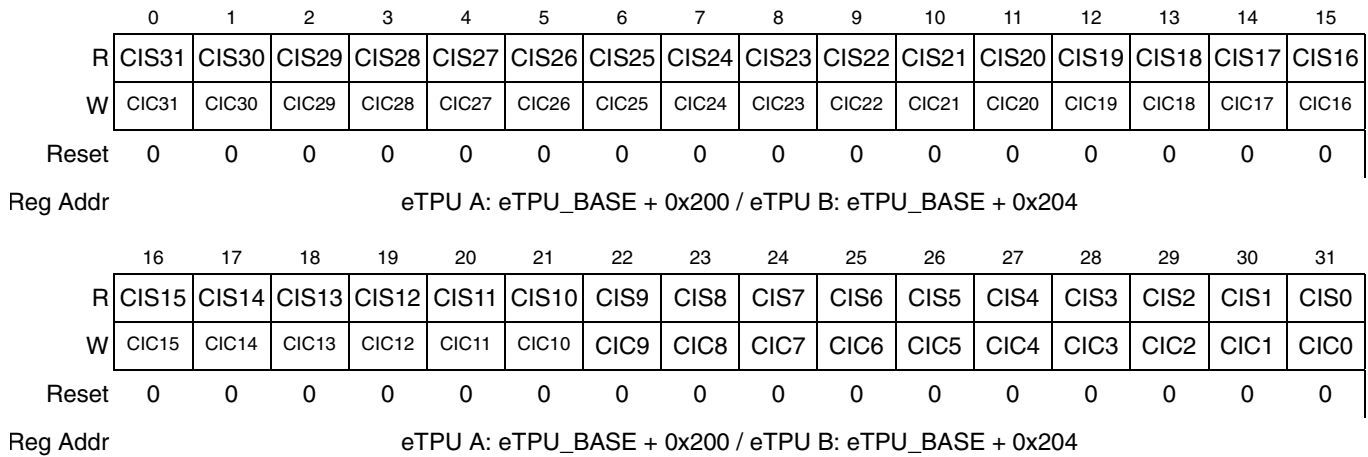 0 1 2 3 4 5 6 7 8 9 10 11 12 13 14 15
R CIS31 CIS30 CIS29 CIS28 CIS27 CIS26 CIS25 CIS24 CIS23 CIS22 CIS21 CIS20 CIS19 CIS18 CIS17 CIS16
W CIC31 CIC30 CIC29 CIC28 CIC27 CIC26 CIC25 CIC24 CIC23 CIC22 CIC21 CIC20 CIC19 CIC18 CIC17 CIC16
Reset 0 0 0 0 0 0 0 0 0 0 0 0 0 0 0 0
Reg Addr eTPU A: eTPU_BASE + 0x200 / eTPU B: eTPU_BASE + 0x204
16 17 18 19 20 21 22 23 24 25 26 27 28 29 30 31
R CIS15 CIS14 CIS13 CIS12 CIS11 CIS10 CIS9 CIS8 CIS7 CIS6 CIS5 CIS4 CIS3 CIS2 CIS1 CIS0
W CIC15 CIC14 CIC13 CIC12 CIC11 CIC10 CIC9 CIC8 CIC7 CIC6 CIC5 CIC4 CIC3 CIC2 CIC1 CIC0
Reset 0 0 0 0 0 0 0 0 0 0 0 0 0 0 0 0
Reg Addr eTPU A: eTPU_BASE + 0x200 / eTPU B: eTPU_BASE + 0x204